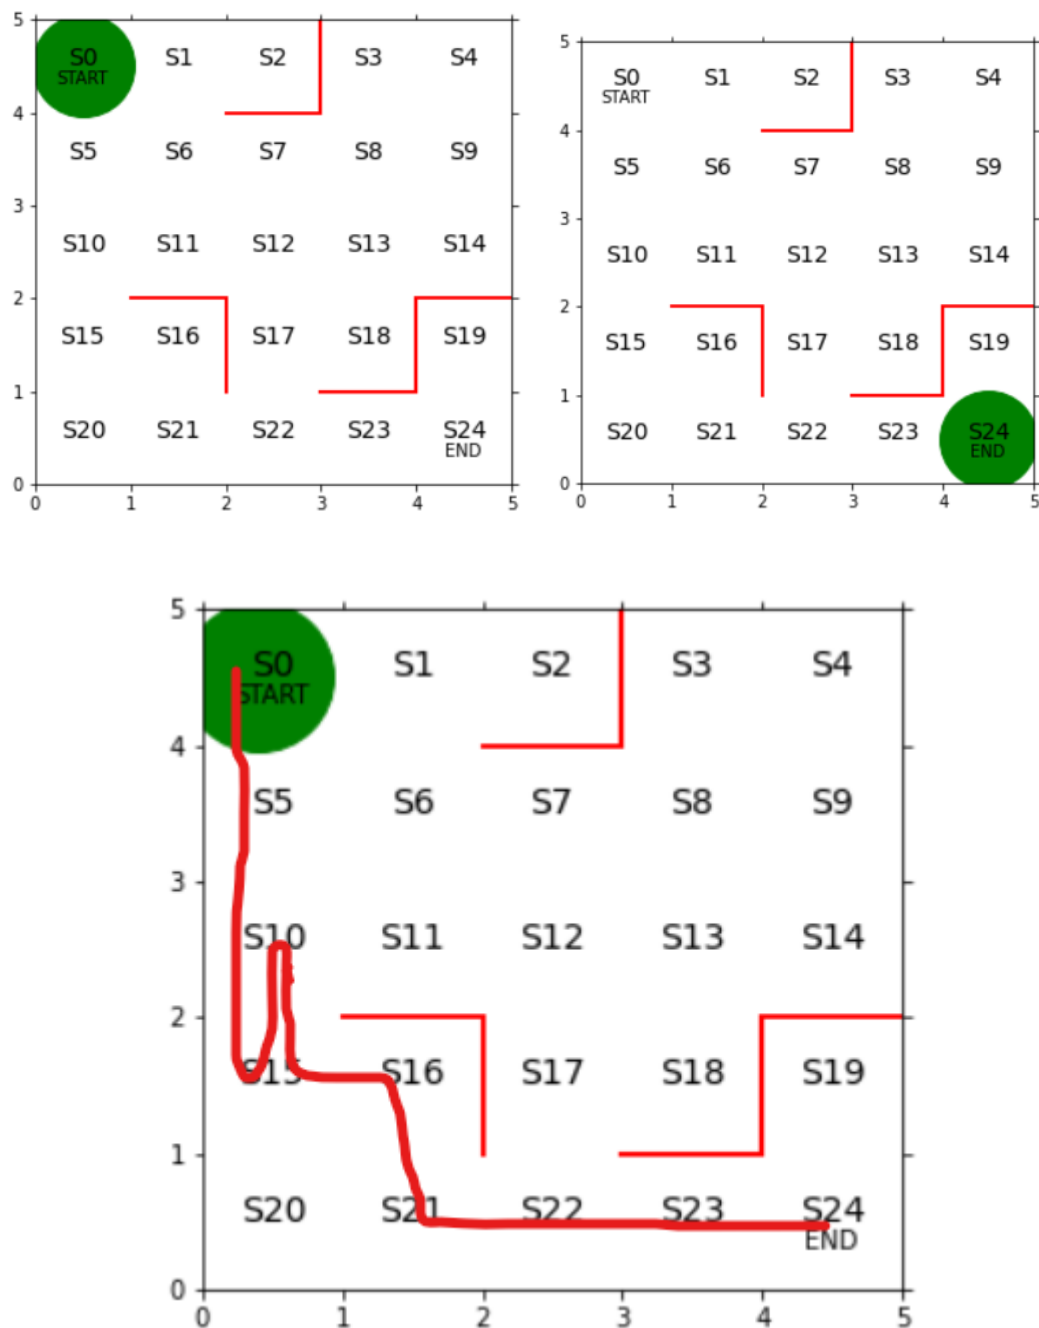 5
S0 S1 S2 S3 S4
START
4
S5 S6 S7 S8 S9
3
S10 S11 S12 S13 S14
2
S15 S16 S17 S18 S19
1
S20 S21 S22 S23 S24
END
0
0 1 2 3 4 5
5
S0 S1 S2 S3 S4
START
4
S5 S6 S7 S8 S9
3
S10 S11 S12 S13 S14
2
S15 S16 S17 S18 S19
1
S20 S21 S22 S23 S24
END
0
0 1 2 3 4 5
5
S0 S1 S2 S3 S4
START
4
S5 S6 S7 S8 S9
3
S10 S11 S12 S13 S14
2
S15 S16 S17 S18 S19
1
S20 S21 S22 S23 S24
END
0
0 1 2 3 4 5